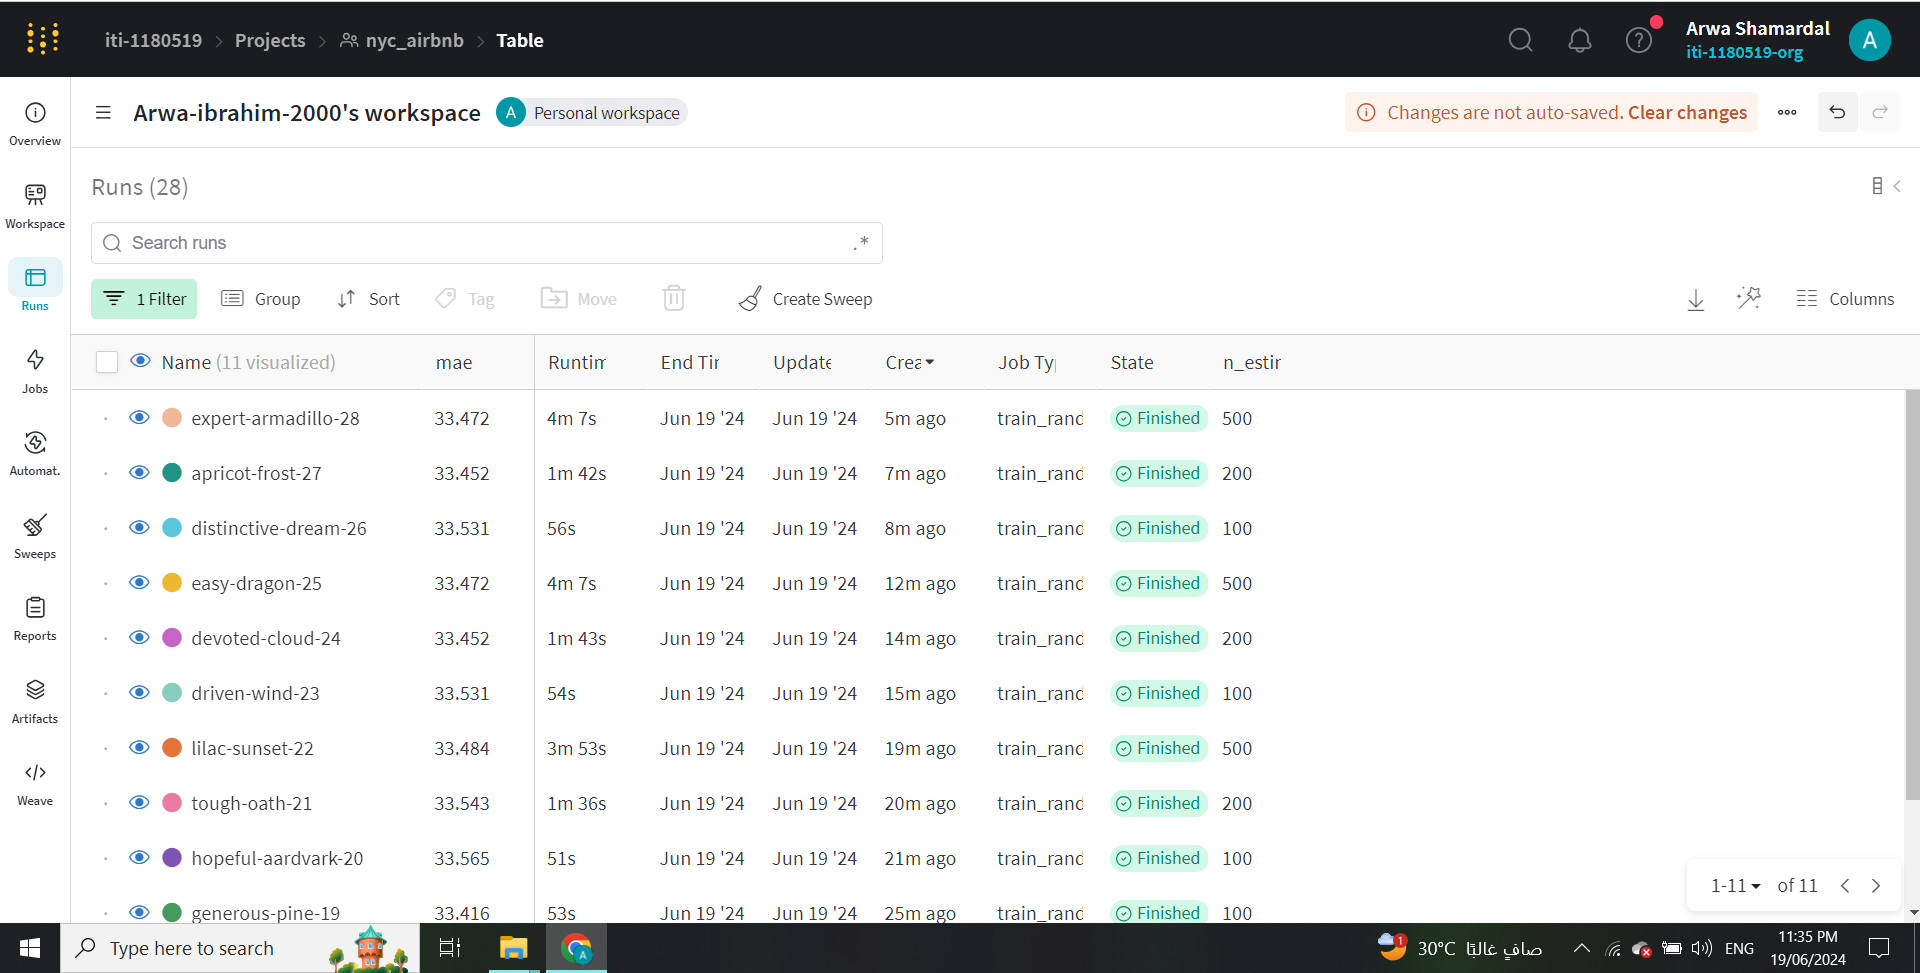 iti-1180519 > Projects > nyc_airbnb > Table
Arwa Shamardal
iti-1180519-org
A
Arwa-ibrahim-2000's workspace A Personal workspace
Changes are not auto-saved. Clear changes
Overview
Workspace
Runs
Jobs
Automat.
Sweeps
Reports
Artifacts
Weave
Runs (28)
Search runs .*
1 Filter Group Sort Tag Move Create Sweep Columns
Name (11 visualized) mae Runtim End Tir Update Crea Job Ty State n_estir
expert-armadillo-28 33.472 4m 7s Jun 19 '24 Jun 19 '24 5m ago train_rand Finished 500
apricot-frost-27 33.452 1m 42s Jun 19 '24 Jun 19 '24 7m ago train_rand Finished 200
distinctive-dream-26 33.531 56s Jun 19 '24 Jun 19 '24 8m ago train_rand Finished 100
easy-dragon-25 33.472 4m 7s Jun 19 '24 Jun 19 '24 12m ago train_rand Finished 500
devoted-cloud-24 33.452 1m 43s Jun 19 '24 Jun 19 '24 14m ago train_rand Finished 200
driven-wind-23 33.531 54s Jun 19 '24 Jun 19 '24 15m ago train_rand Finished 100
lilac-sunset-22 33.484 3m 53s Jun 19 '24 Jun 19 '24 19m ago train_rand Finished 500
tough-oath-21 33.543 1m 36s Jun 19 '24 Jun 19 '24 20m ago train_rand Finished 200
hopeful-aardvark-20 33.565 51s Jun 19 '24 Jun 19 '24 21m ago train_rand Finished 100
generous-pine-19 33.416 53s Jun 19 '24 Jun 19 '24 25m ago train_rand Finished 100
1-11 of 11
Type here to search
A
1
30°C صافٍ غالبًا
ENG
11:35 PM
19/06/2024